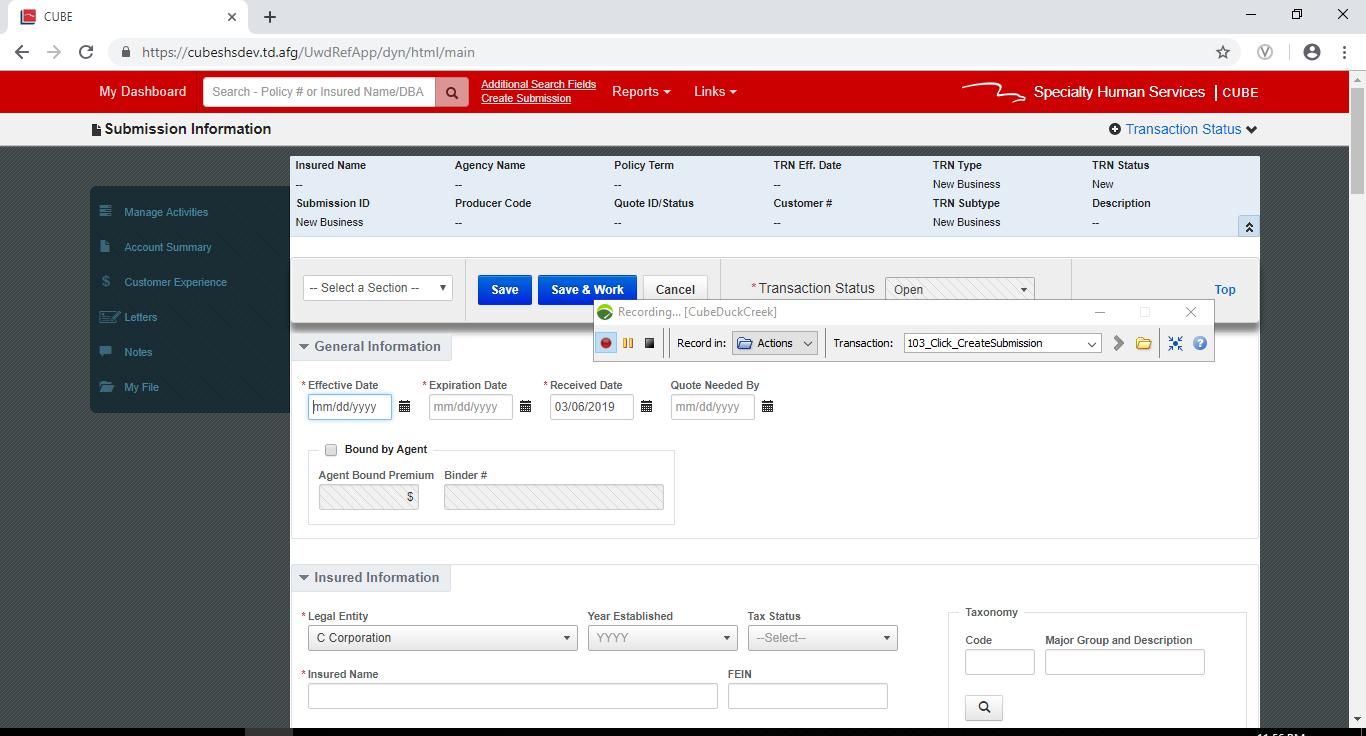 CUBE
https://cubeshsdev.td.afg/UwdRefApp/dyn/html/main
My Dashboard
Search - Policy # or Insured Name/DBA
Additional Search Fields
Create Submission
Reports
Links
Specialty Human Services | CUBE
Submission Information
Transaction Status
Manage Activities
Account Summary
Customer Experience
Letters
Notes
My File
Insured Name Agency Name Policy Term TRN Eff. Date TRN Type TRN Status
-- -- -- -- New Business New
Submission ID Producer Code Quote ID/Status Customer # TRN Subtype Description
New Business -- -- -- New Business --
-- Select a Section --
Save
Save & Work
Cancel
* Transaction Status
Open
Top
Recording... [CubeDuckCreek]
Record in: Actions
Transaction: 103_Click_CreateSubmission
General Information
* Effective Date * Expiration Date * Received Date Quote Needed By
mm/dd/yyyy mm/dd/yyyy 03/06/2019 mm/dd/yyyy
Bound by Agent
Agent Bound Premium Binder #
$
Insured Information
* Legal Entity Year Established Tax Status
C Corporation YYYY --Select--
* Insured Name FEIN
Taxonomy
Code Major Group and Description